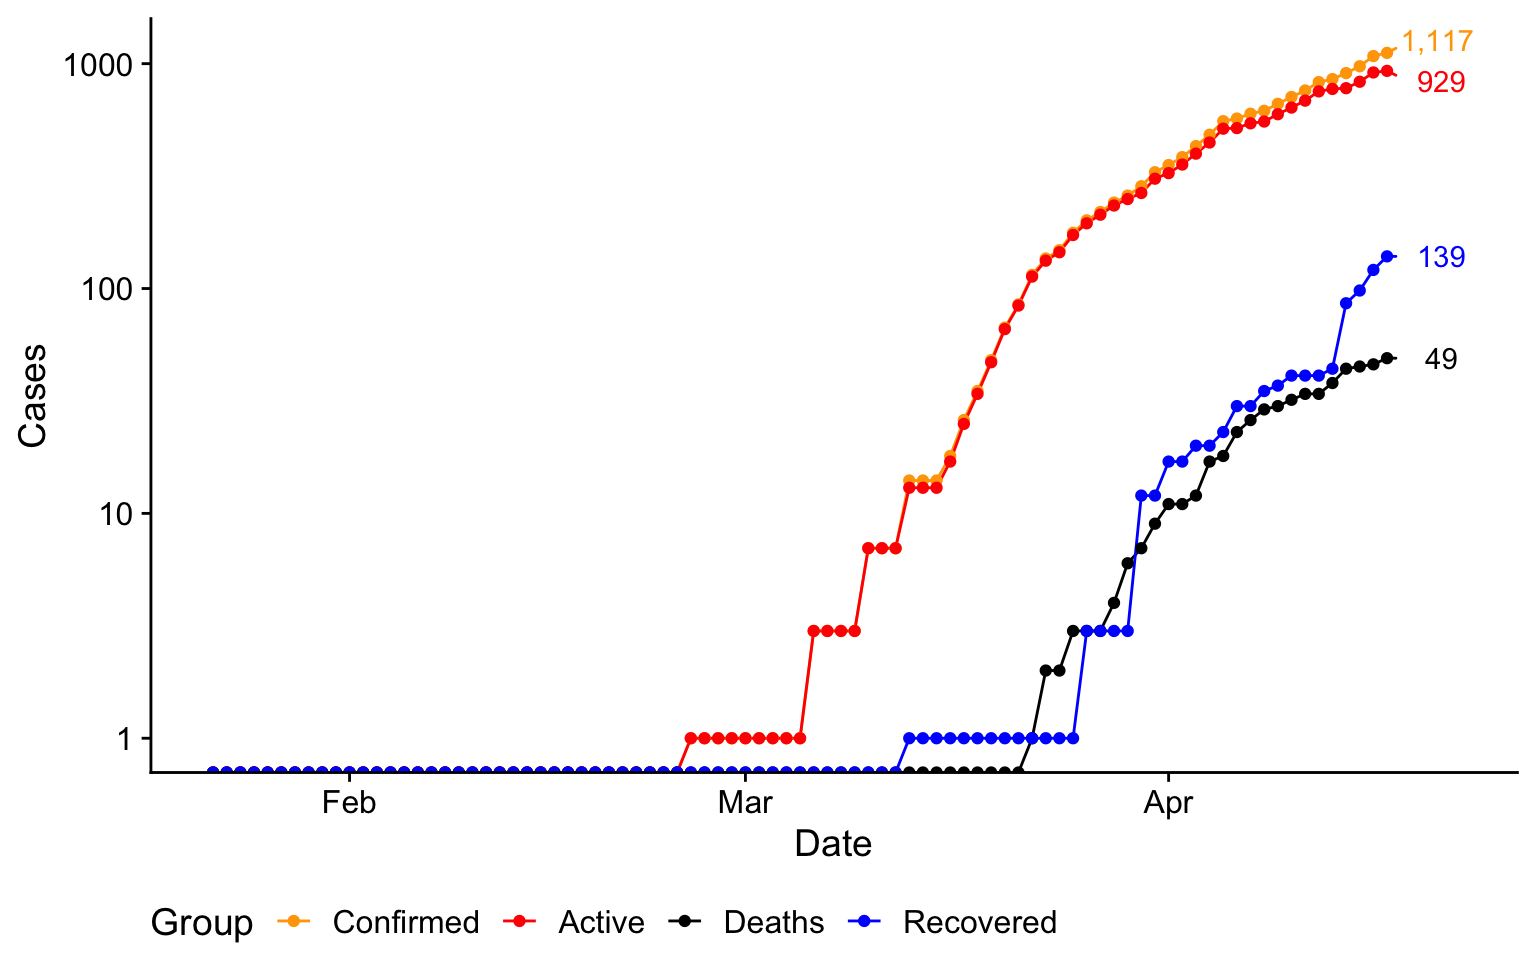 1,117
1000
929
100
139
49
10
1
Cases
Feb Mar Apr
Date
Group Confirmed Active Deaths Recovered